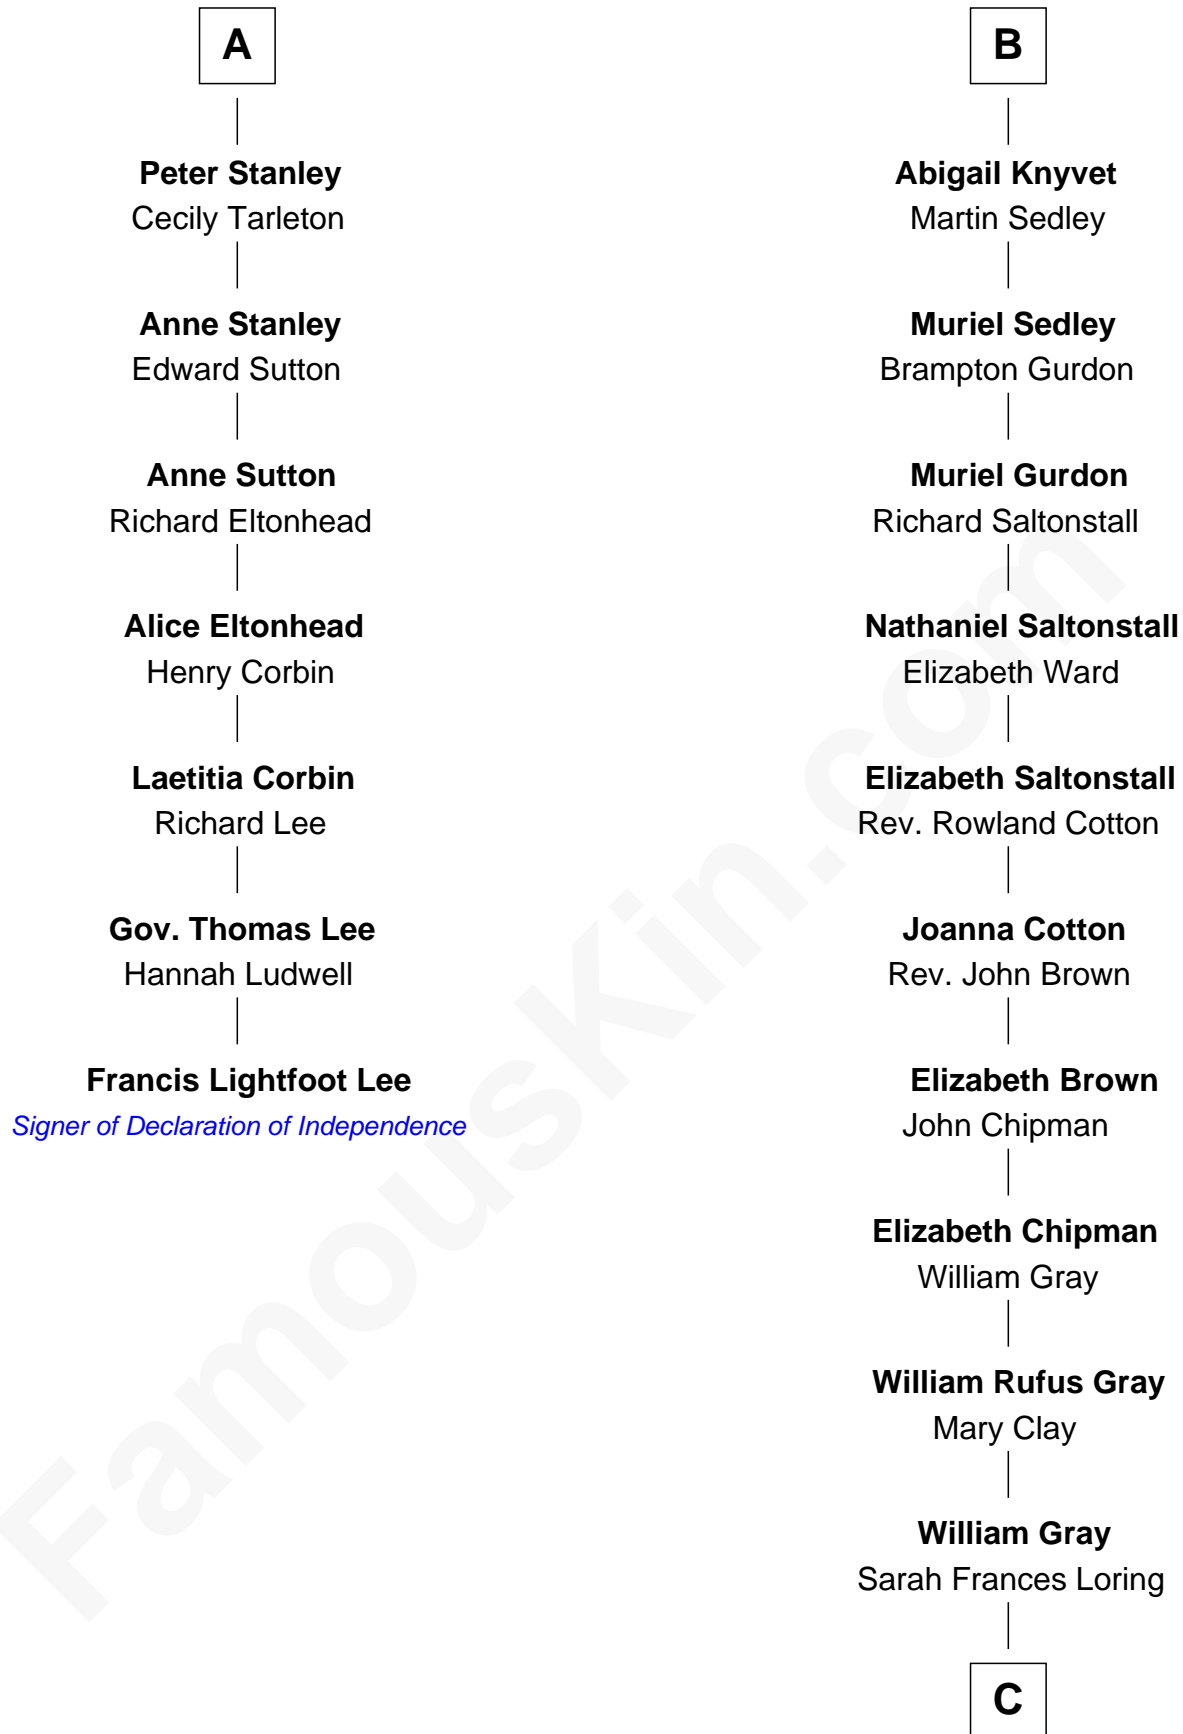 A
Peter Stanley
Cecily Tarleton
Anne Stanley
Edward Sutton
Anne Sutton
Richard Eltonhead
Alice Eltonhead
Henry Corbin
Laetitia Corbin
Richard Lee
Gov. Thomas Lee
Hannah Ludwell
Francis Lightfoot Lee
Signer of Declaration of Independence
B
Abigail Knyvet
Martin Sedley
Muriel Sedley
Brampton Gurdon
Muriel Gurdon
Richard Saltonstall
Nathaniel Saltonstall
Elizabeth Ward
Elizabeth Saltonstall
Rev. Rowland Cotton
Joanna Cotton
Rev. John Brown
Elizabeth Brown
John Chipman
Elizabeth Chipman
William Gray
William Rufus Gray
Mary Clay
William Gray
Sarah Frances Loring
C
FamousKin.com